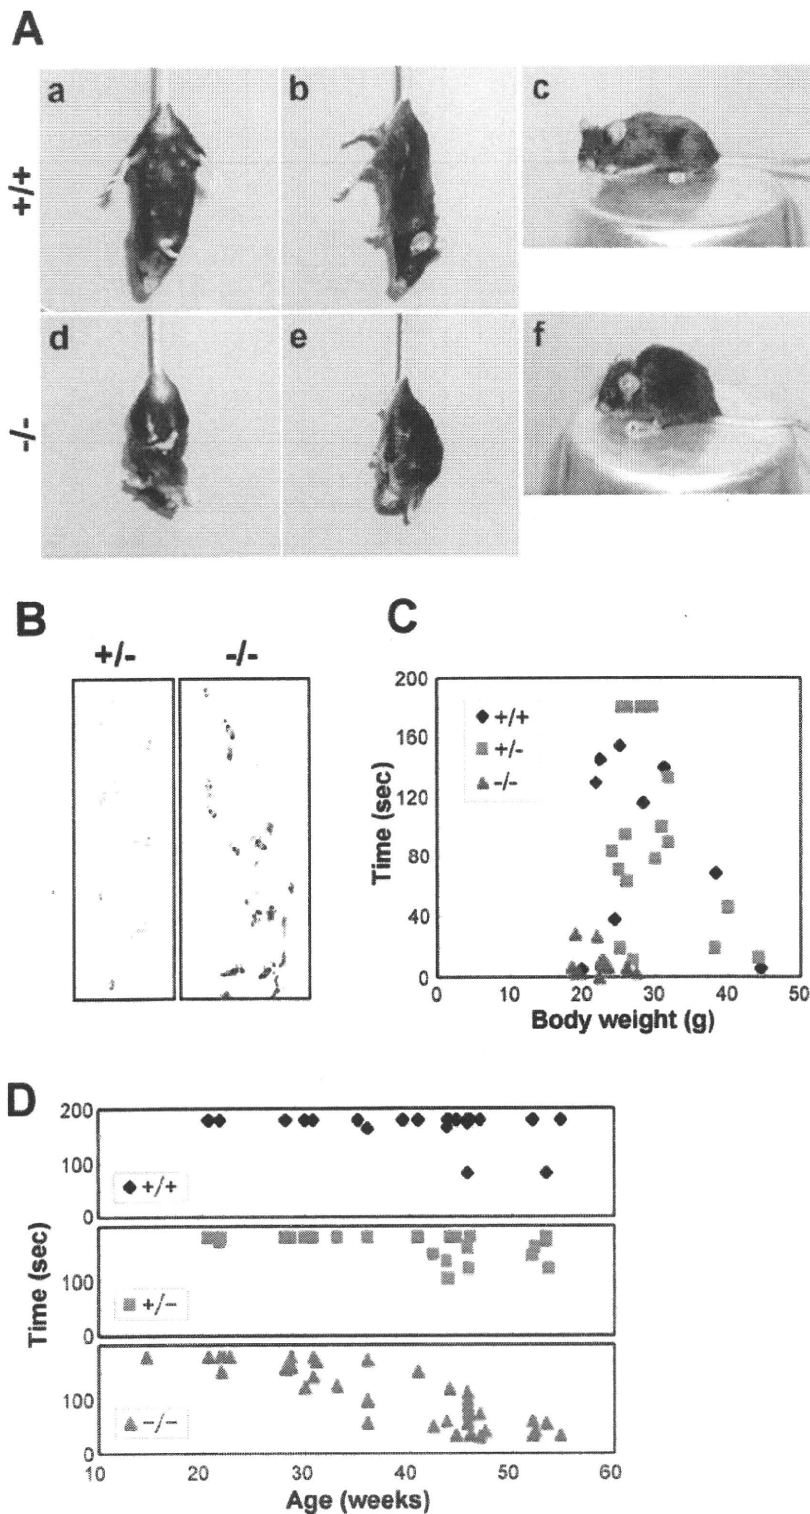 A
a b c
+/+
d e f
-/-
B
+/- -/-
C
200
160
120
80
40
0
Time (sec)
+/+
+/-
-/-
0 10 20 30 40 50
Body weight (g)
D
200
100
0
+/+
100
0
+/−
100
0
−/−
Time (sec)
10 20 30 40 50 60
Age (weeks)